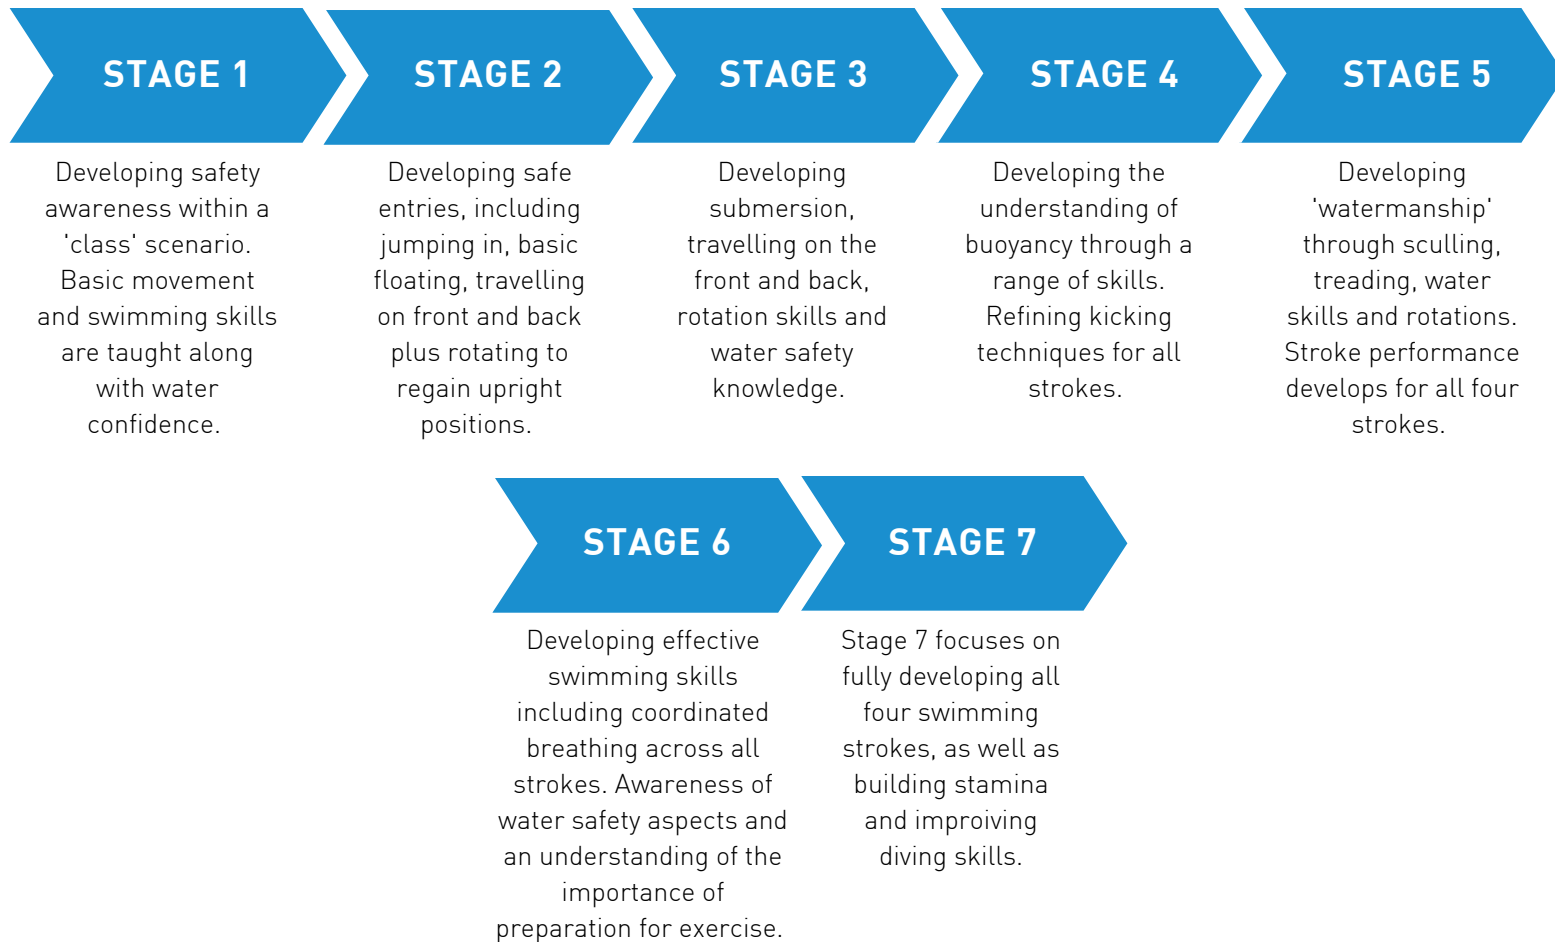 STAGE 1
Developing safety
awareness within a
'class' scenario.
Basic movement
and swimming skills
are taught along
with water
confidence.
STAGE 2
Developing safe
entries, including
jumping in, basic
floating, travelling
on front and back
plus rotating to
regain upright
positions.
STAGE 3
Developing
submersion,
travelling on the
front and back,
rotation skills and
water safety
knowledge.
STAGE 4
Developing the
understanding of
buoyancy through a
range of skills.
Refining kicking
techniques for all
strokes.
STAGE 5
Developing
'watermanship'
through sculling,
treading, water
skills and rotations.
Stroke performance
develops for all four
strokes.
STAGE 6
Developing effective
swimming skills
including coordinated
breathing across all
strokes. Awareness of
water safety aspects and
an understanding of the
importance of
preparation for exercise.
STAGE 7
Stage 7 focuses on
fully developing all
four swimming
strokes, as well as
building stamina
and improiving
diving skills.